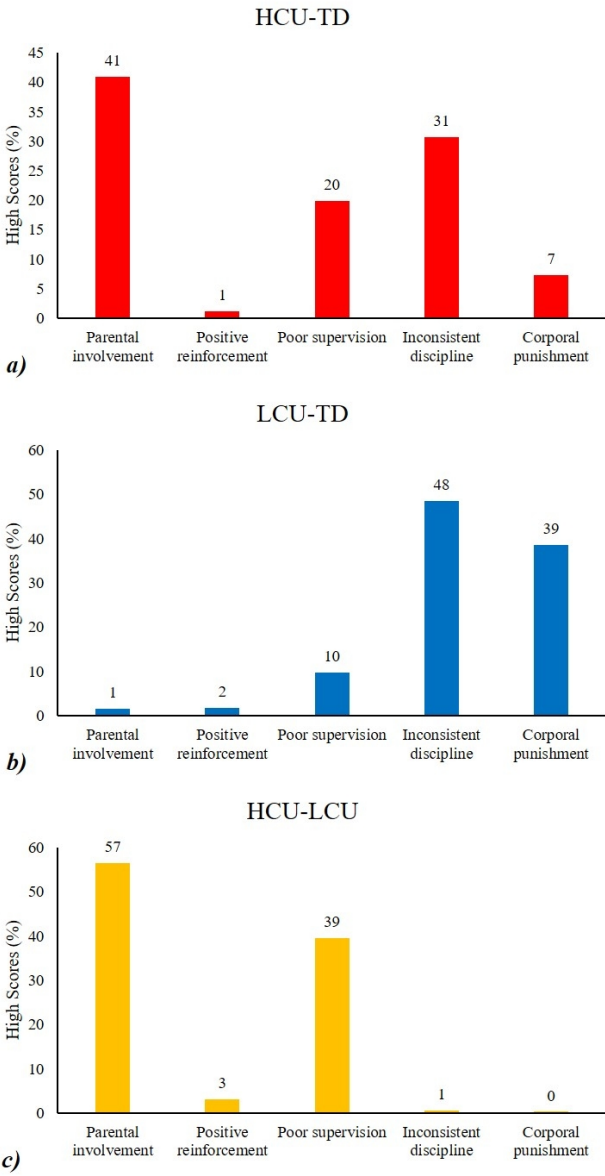 HCU-TD
High Scores (%)
45
40
35
30
25
20
15
10
5
0
41
1
20
31
7
Parental
involvement
Positive
reinforcement
Poor supervision
Inconsistent
discipline
Corporal
punishment
a)
LCU-TD
High Scores (%)
60
50
40
30
20
10
0
1
2
10
48
39
Parental
involvement
Positive
reinforcement
Poor supervision
Inconsistent
discipline
Corporal
punishment
b)
HCU-LCU
High Scores (%)
60
50
40
30
20
10
0
57
3
39
1
0
Parental
involvement
Positive
reinforcement
Poor supervision
Inconsistent
discipline
Corporal
punishment
c)